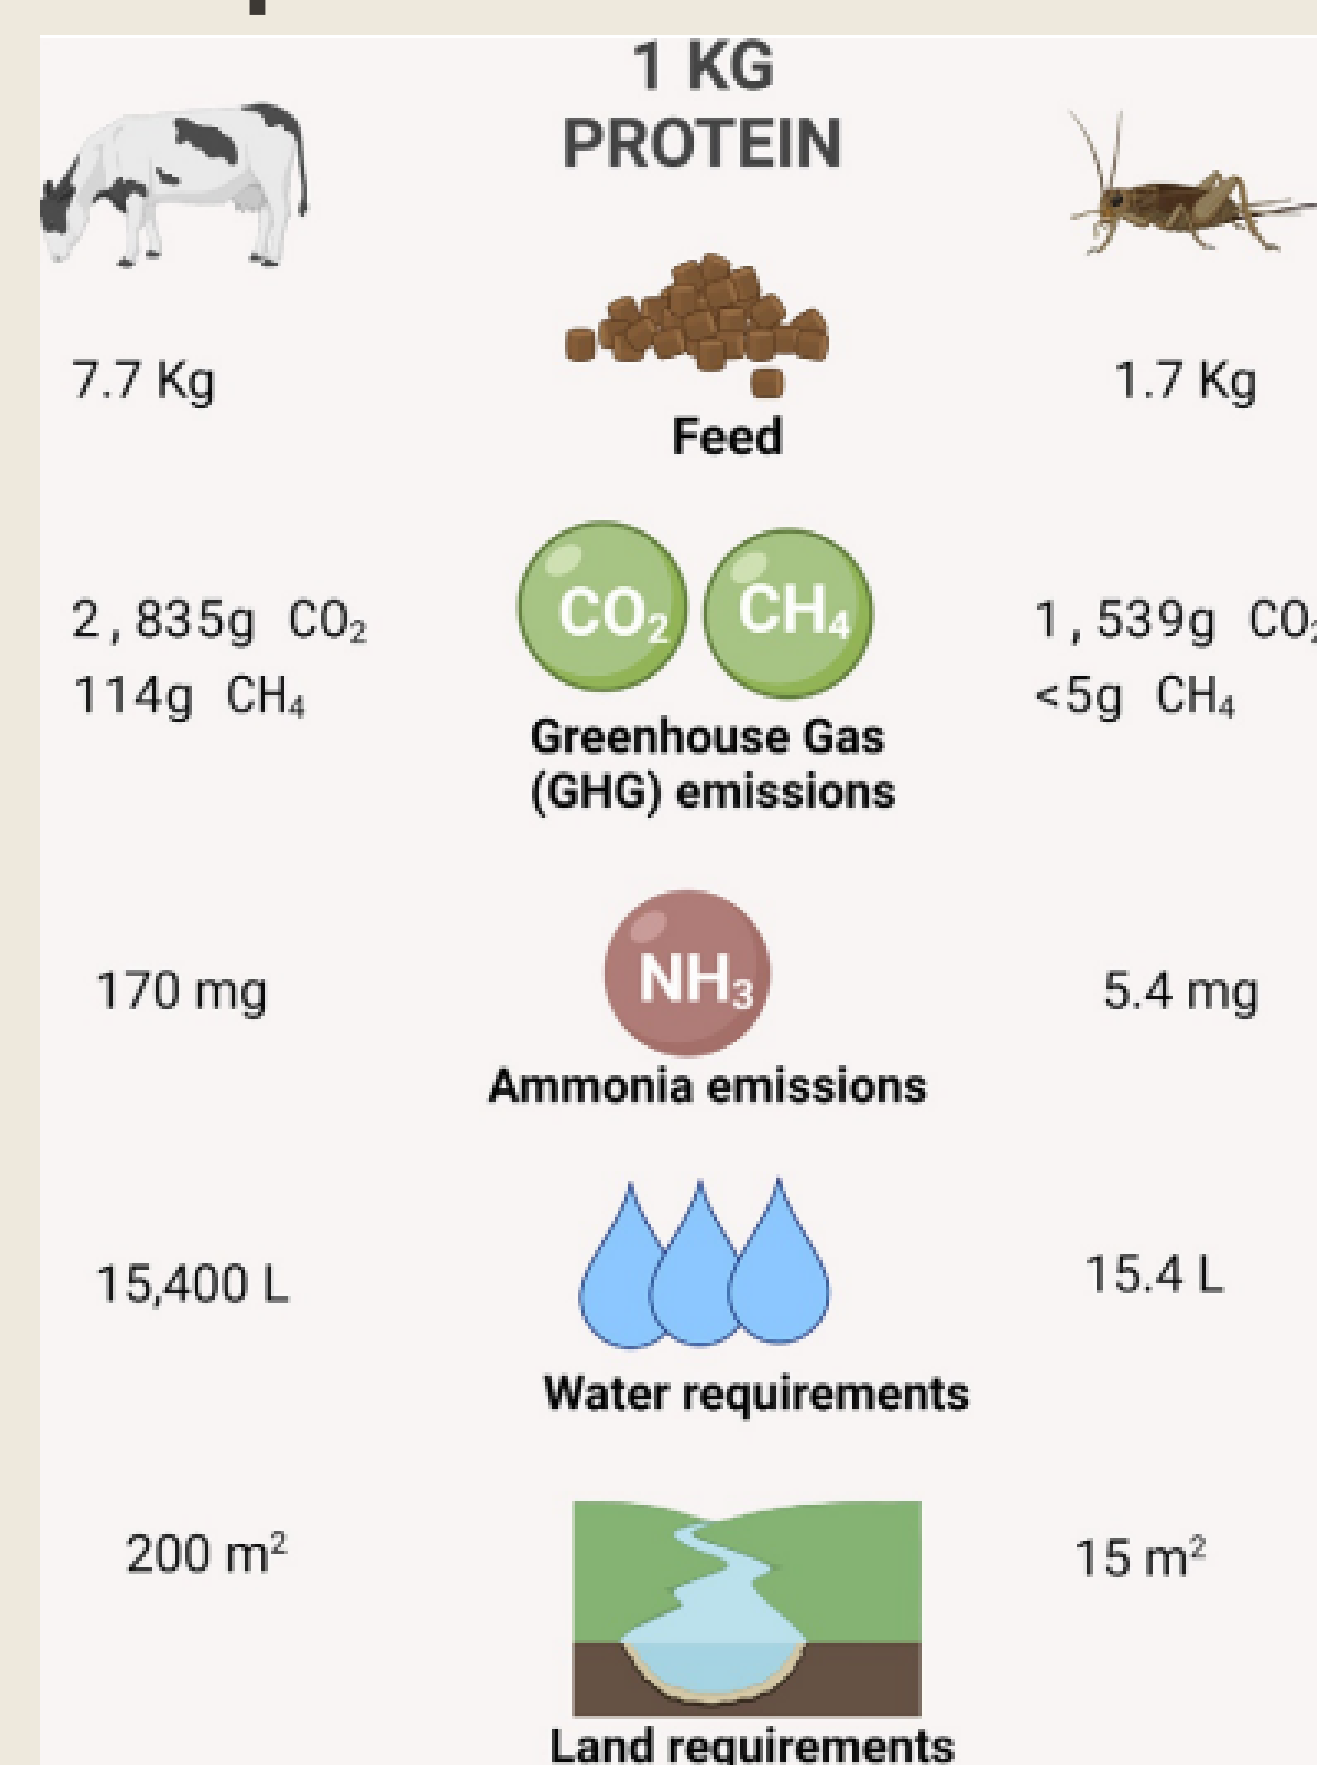 1 KG
PROTEIN
7.7 Kg
1.7 Kg
Feed
CO₂
CH₄
2,835g CO₂
1,539g CO₂
114g CH₄
<5g CH₄
Greenhouse Gas
(GHG) emissions
NH₃
170 mg
5.4 mg
Ammonia emissions
15,400 L
15.4 L
Water requirements
200 m²
15 m²
Land requirements